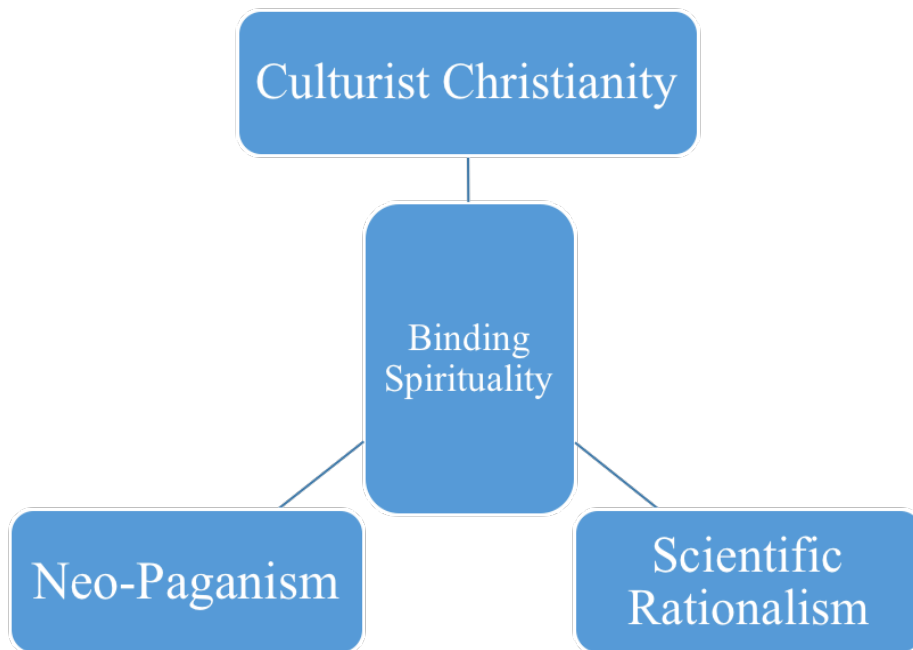 Culturist Christianity
Binding
Spirituality
Neo-Paganism
Scientific
Rationalism